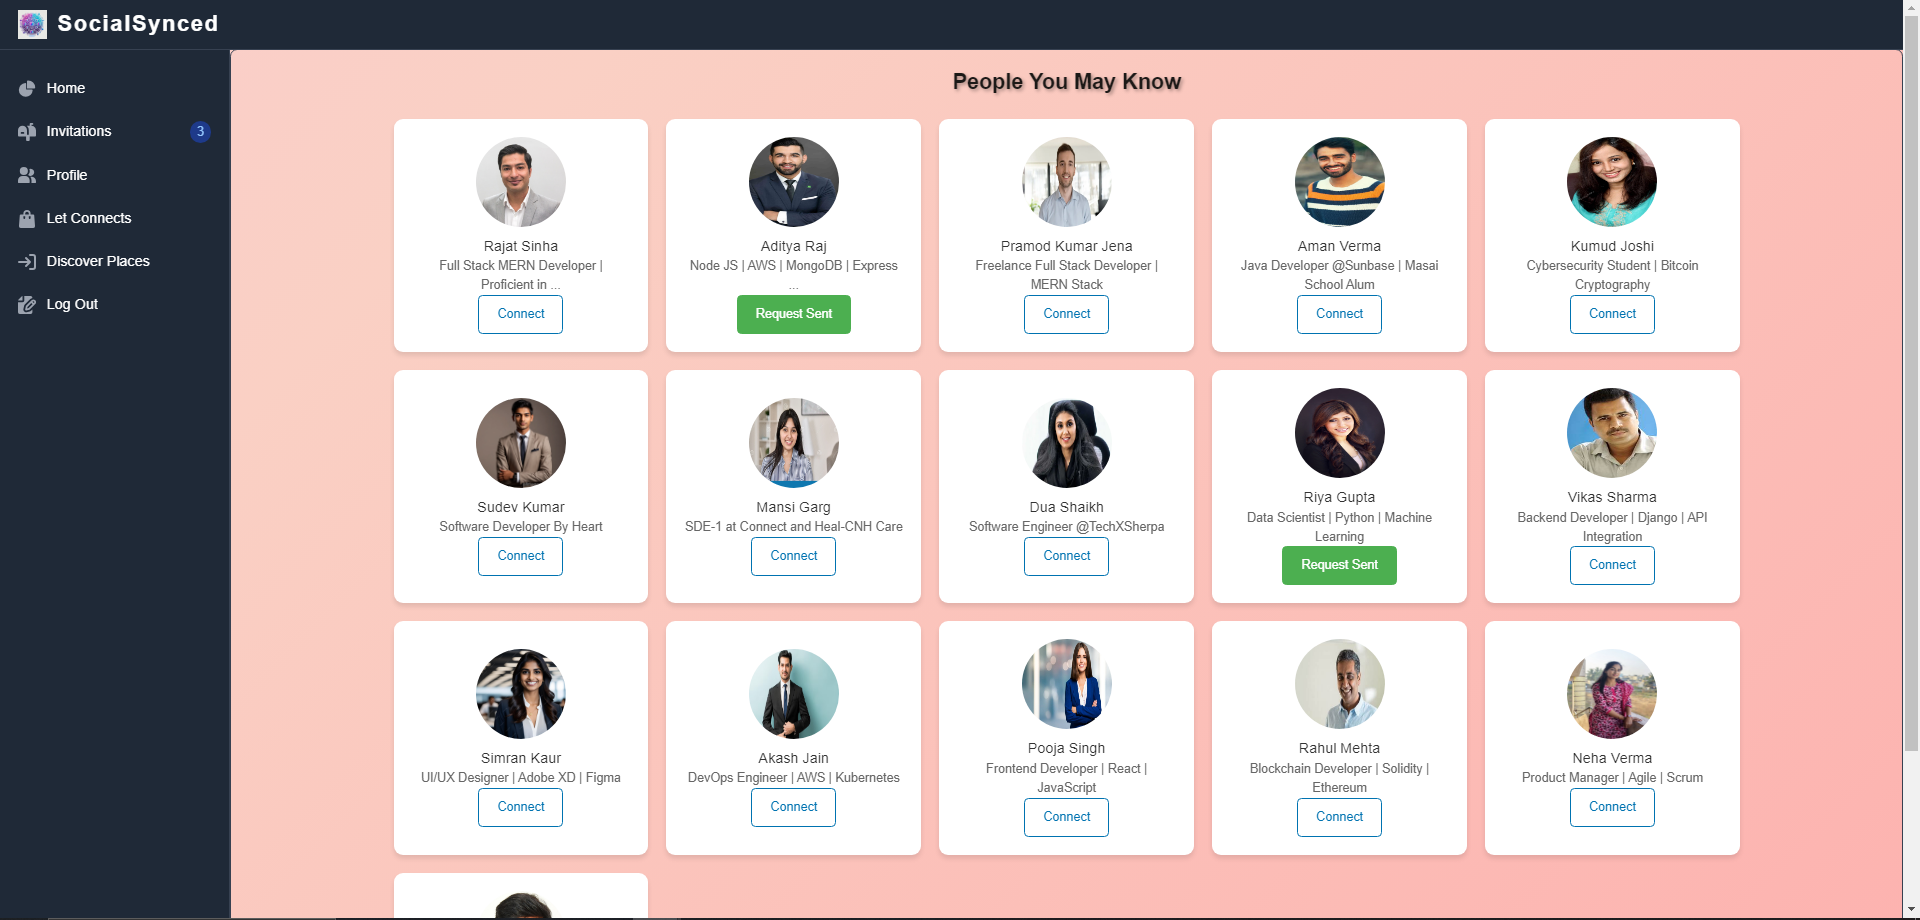 SocialSynced
Home
Invitations 3
Profile
Let Connects
Discover Places
Log Out
People You May Know
Rajat Sinha
Full Stack MERN Developer |
Proficient in ...
Connect
Aditya Raj
Node JS | AWS | MongoDB | Express
...
Request Sent
Pramod Kumar Jena
Freelance Full Stack Developer |
MERN Stack
Connect
Aman Verma
Java Developer @Sunbase | Masai
School Alum
Connect
Kumud Joshi
Cybersecurity Student | Bitcoin
Cryptography
Connect
Sudev Kumar
Software Developer By Heart
Connect
Mansi Garg
SDE-1 at Connect and Heal-CNH Care
Connect
Dua Shaikh
Software Engineer @TechXSherpa
Connect
Riya Gupta
Data Scientist | Python | Machine
Learning
Request Sent
Vikas Sharma
Backend Developer | Django | API
Integration
Connect
Simran Kaur
UI/UX Designer | Adobe XD | Figma
Connect
Akash Jain
DevOps Engineer | AWS | Kubernetes
Connect
Pooja Singh
Frontend Developer | React |
JavaScript
Connect
Rahul Mehta
Blockchain Developer | Solidity |
Ethereum
Connect
Neha Verma
Product Manager | Agile | Scrum
Connect